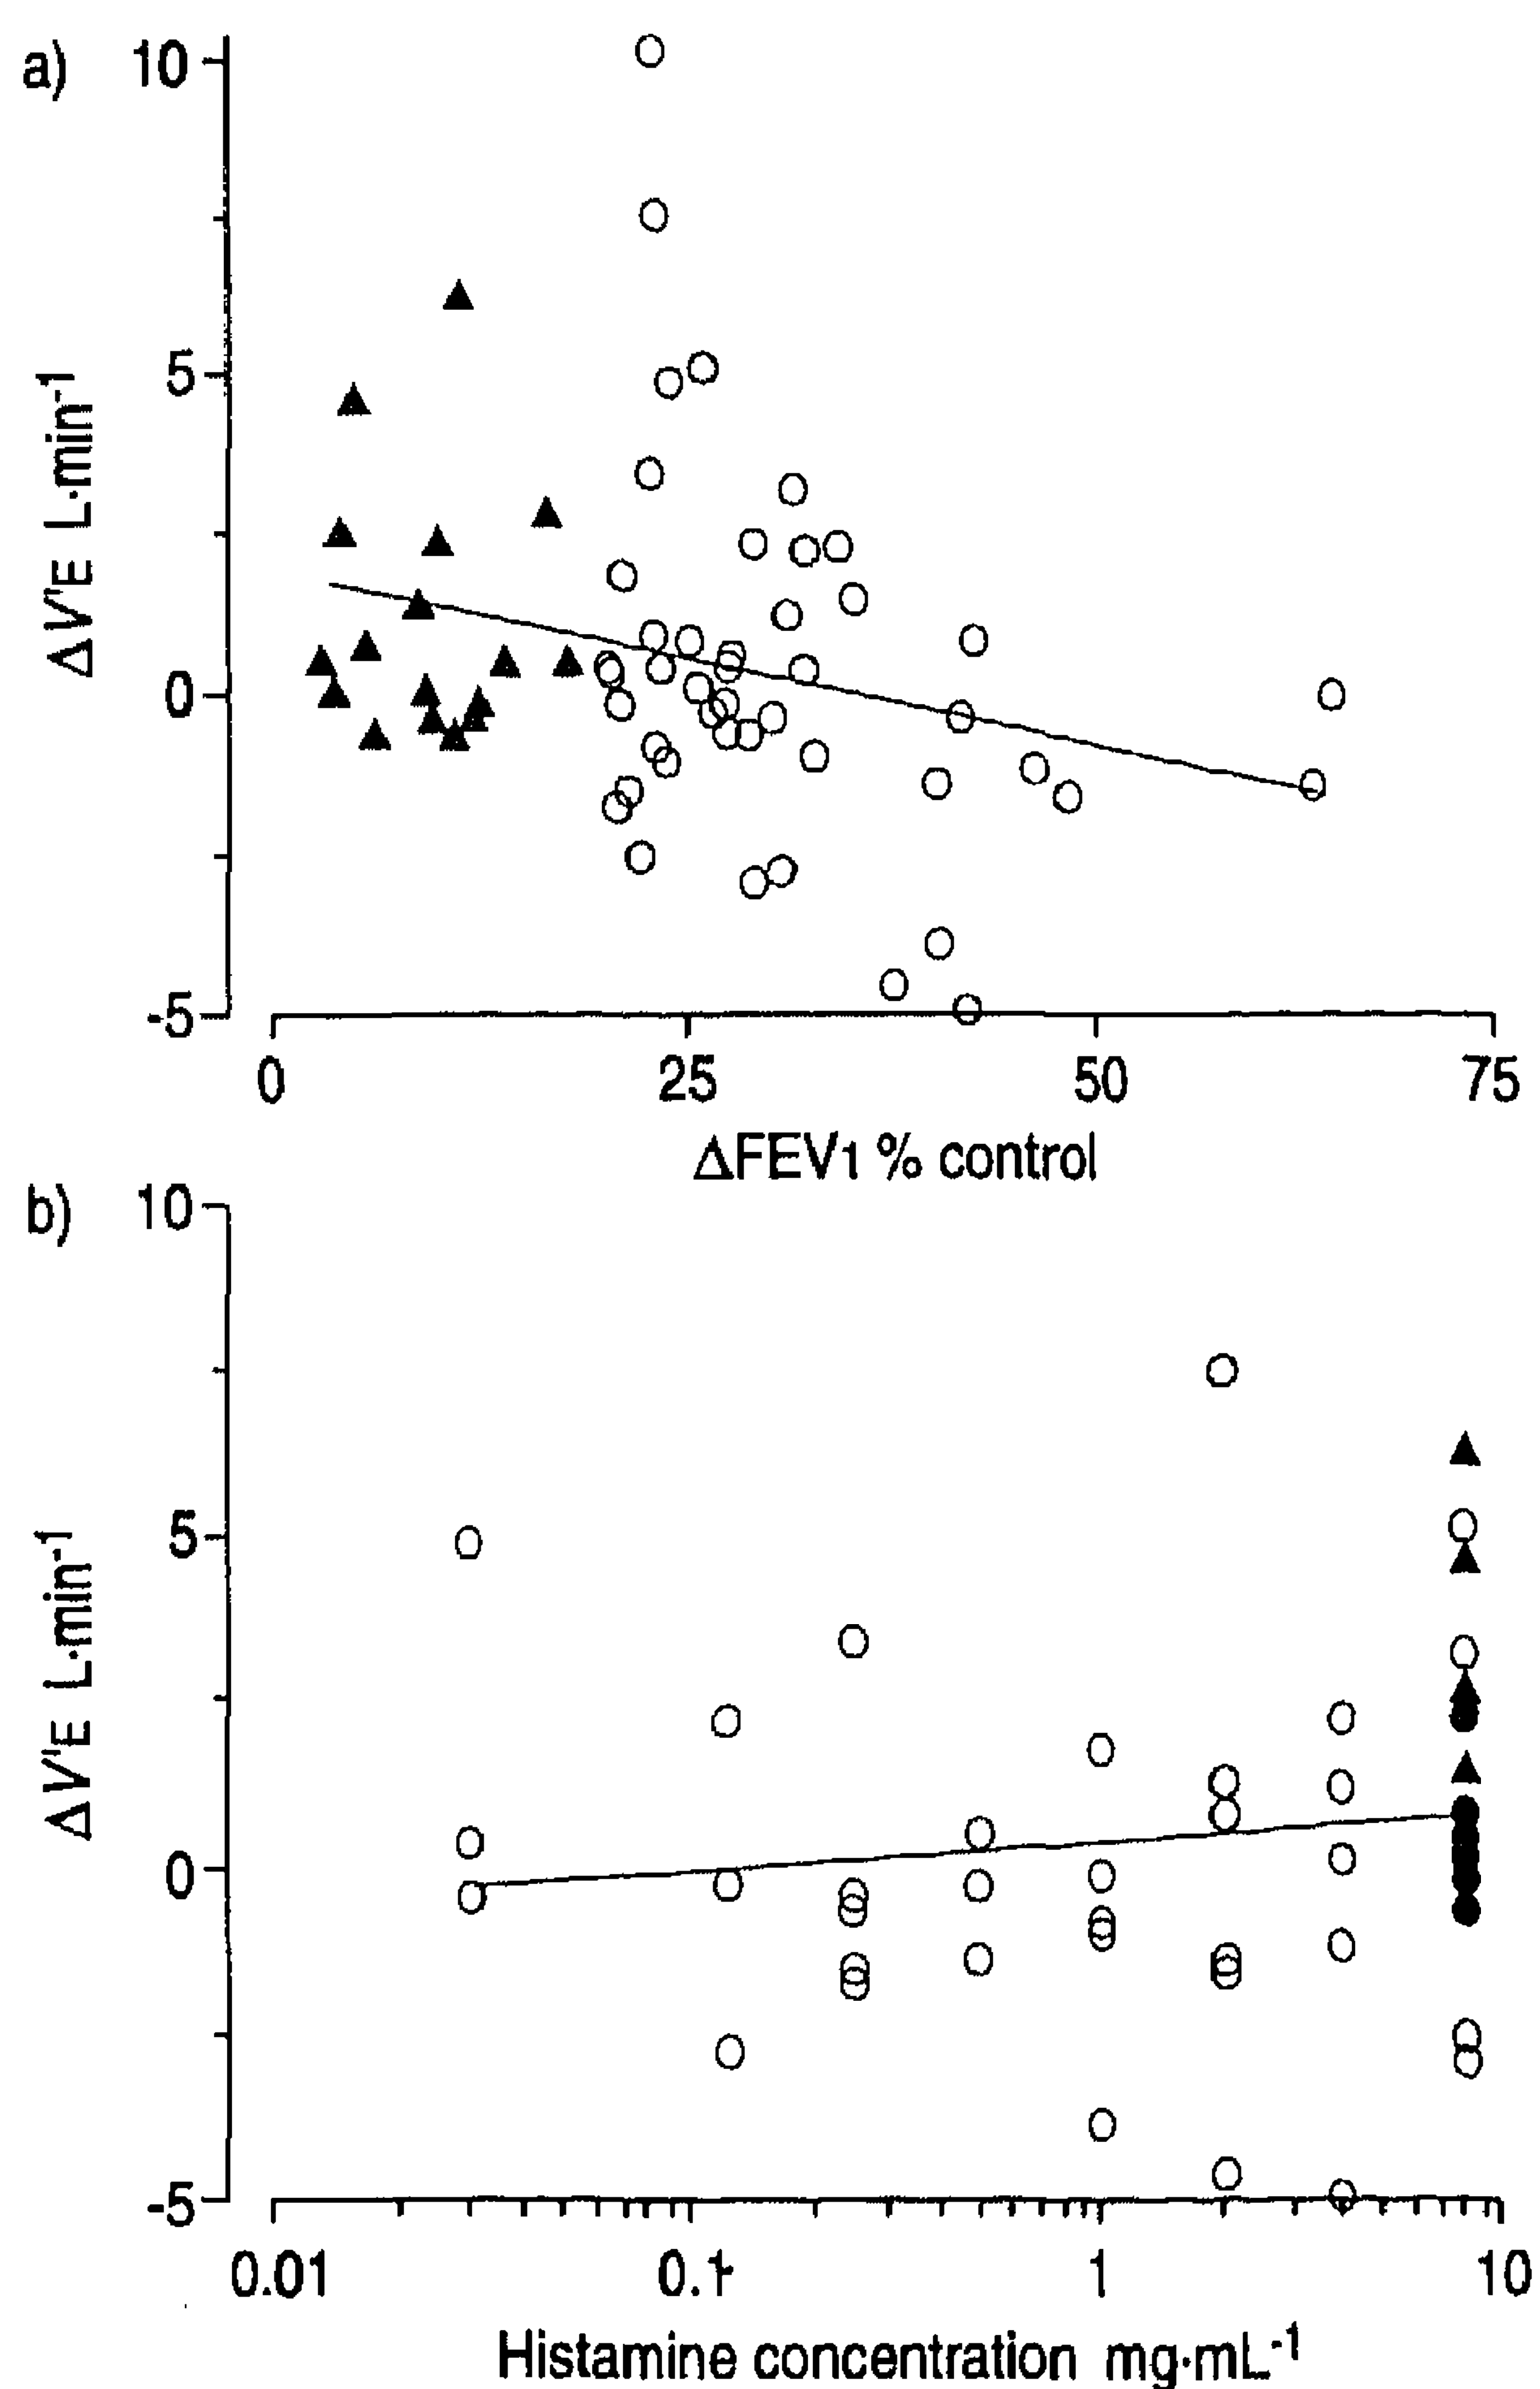 a)
10
5
0
-5
ΔV'E L·min-1
0 25 50 75
ΔFEV1 % control
b)
10
5
0
-5
ΔV'E L·min-1
0.01 0.1 1 10
Histamine concentration mg·mL-1